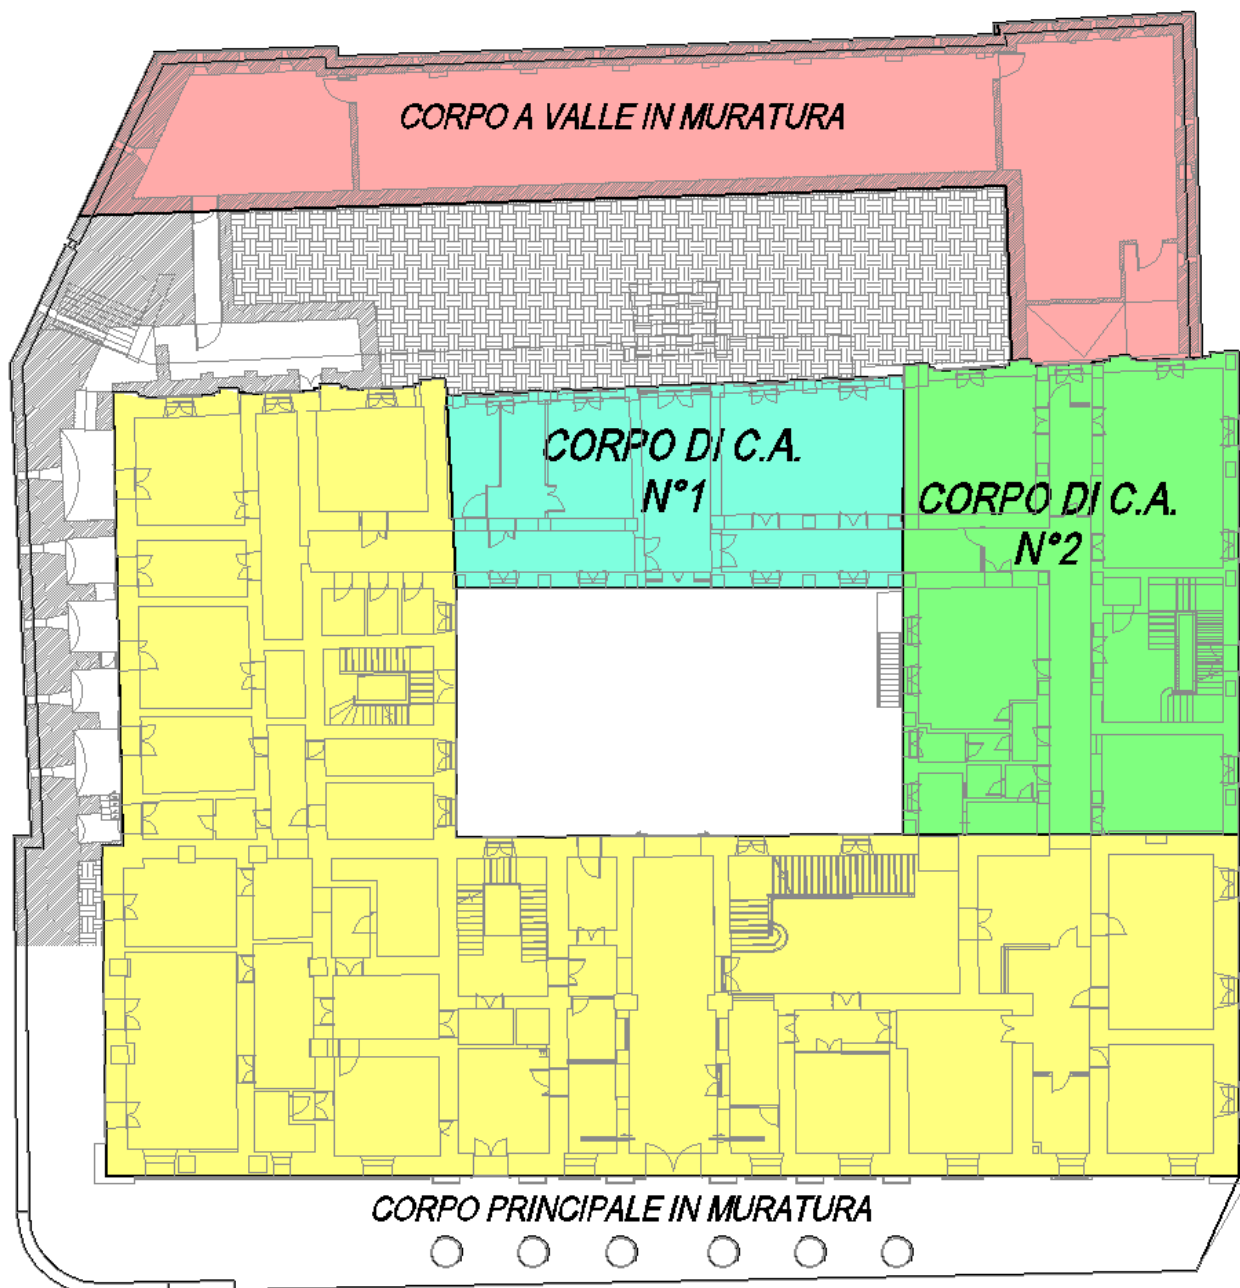 CORPO A VALLE IN MURATURA
CORPO DI C.A.
N°1
CORPO DI C.A.
N°2
CORPO PRINCIPALE IN MURATURA